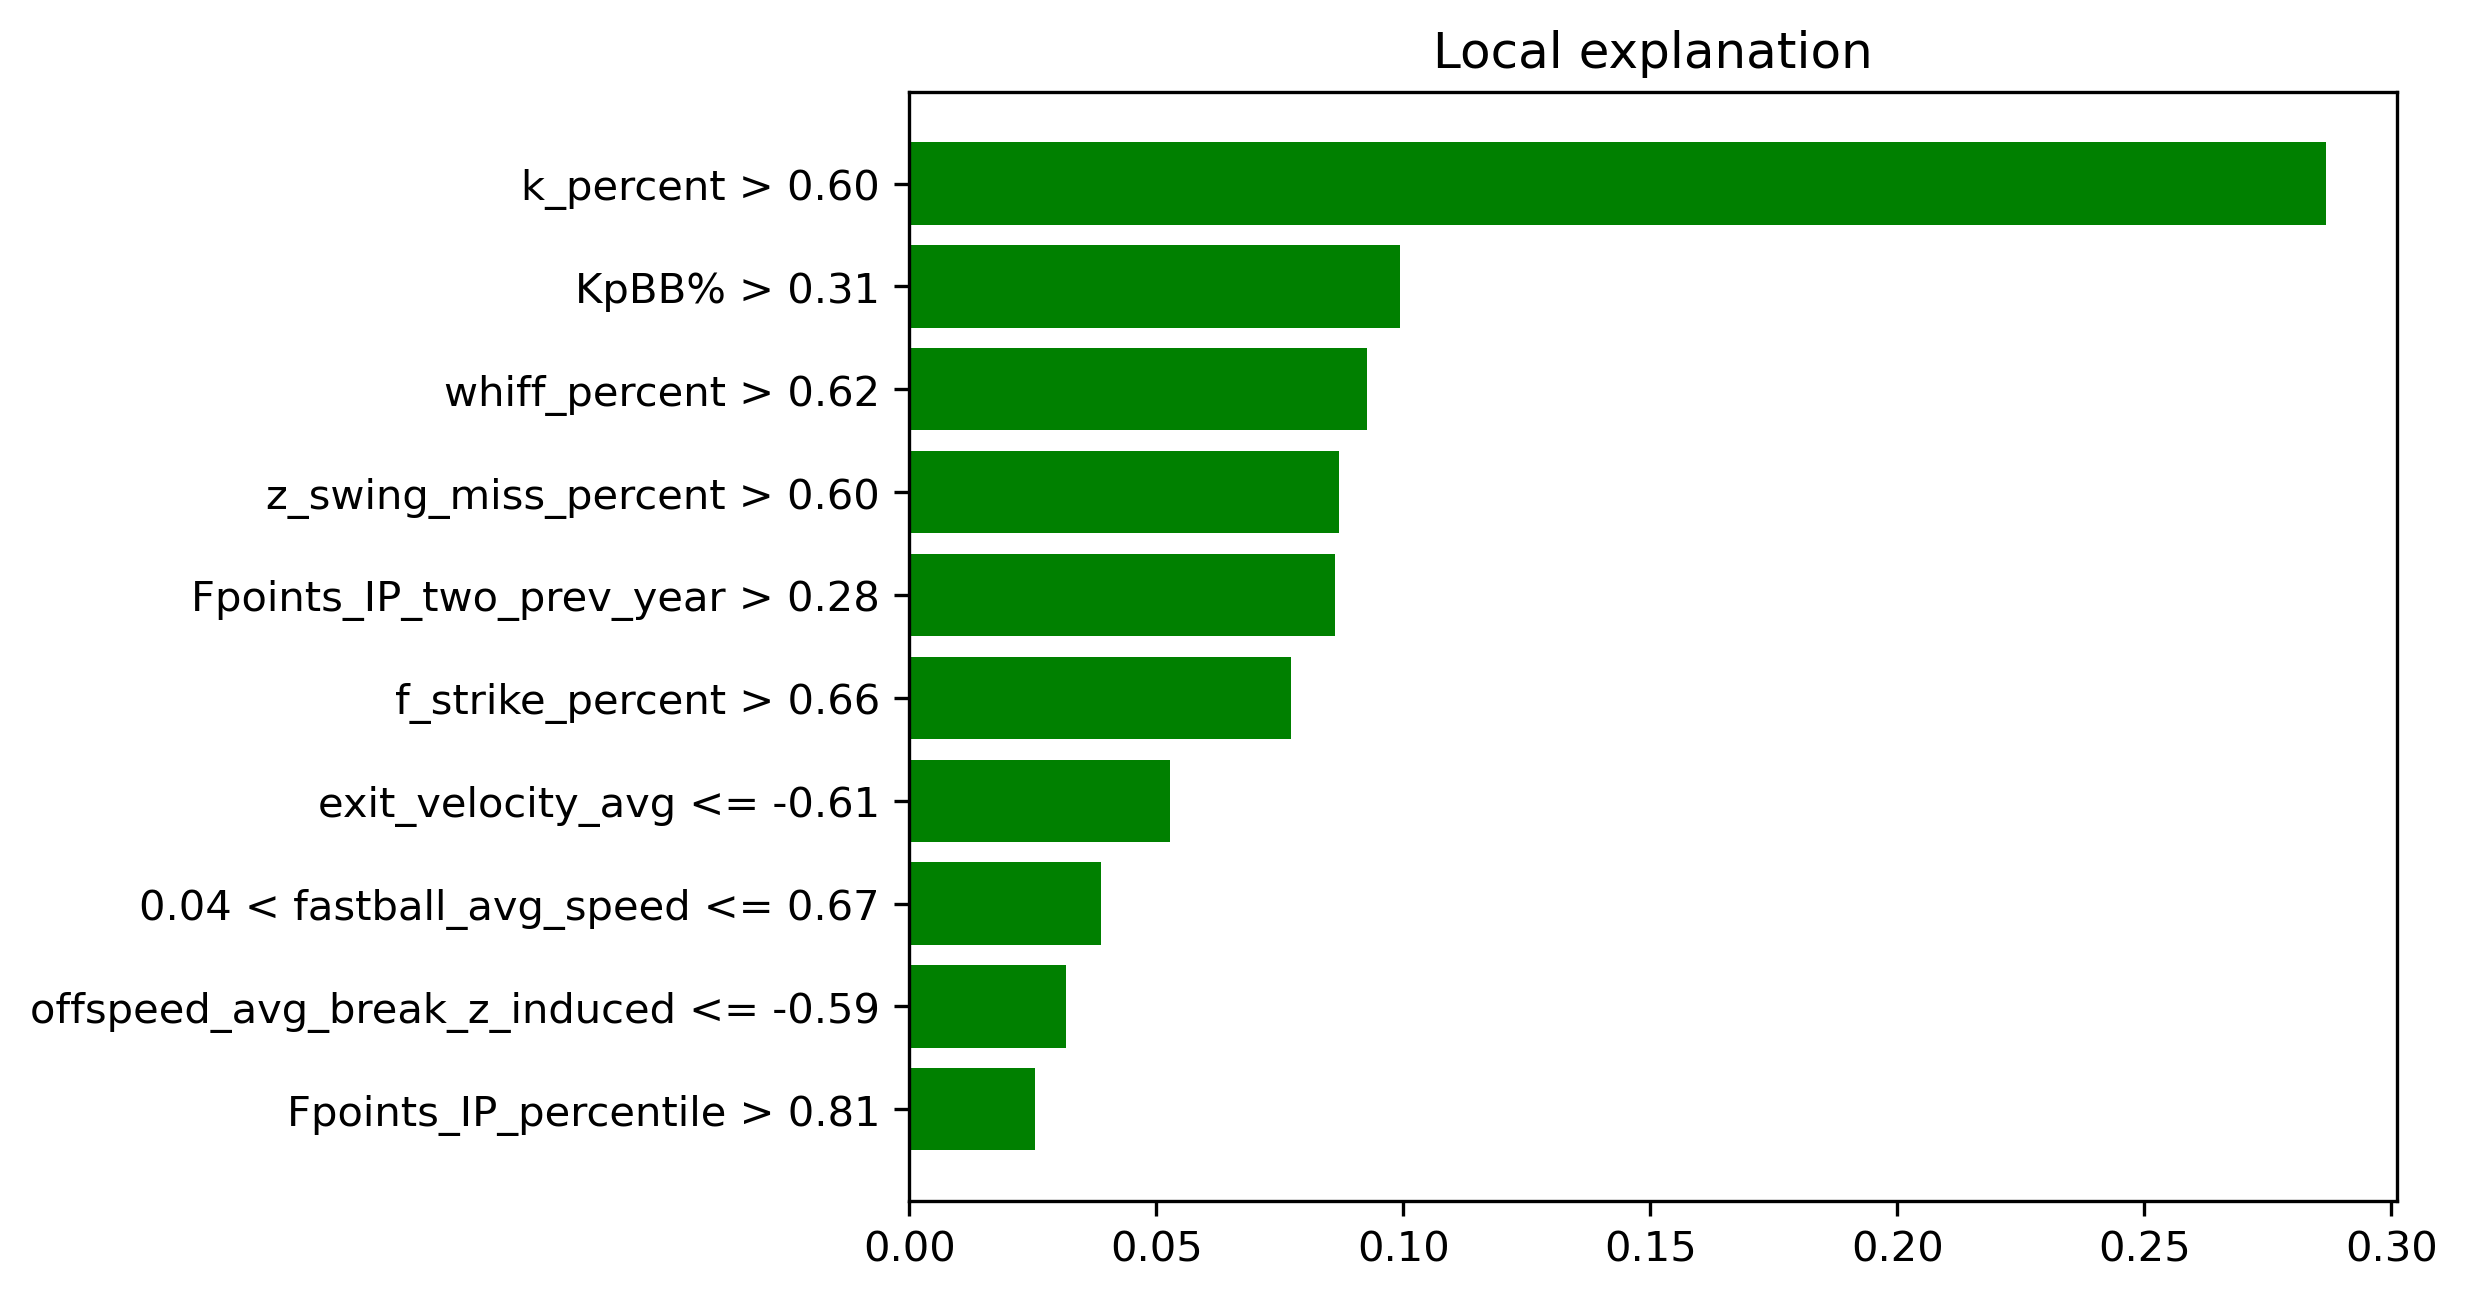 Local explanation
k_percent > 0.60
KpBB% > 0.31
whiff_percent > 0.62
z_swing_miss_percent > 0.60
Fpoints_IP_two_prev_year > 0.28
f_strike_percent > 0.66
exit_velocity_avg <= -0.61
0.04 < fastball_avg_speed <= 0.67
offspeed_avg_break_z_induced <= -0.59
Fpoints_IP_percentile > 0.81
0.00 0.05 0.10 0.15 0.20 0.25 0.30